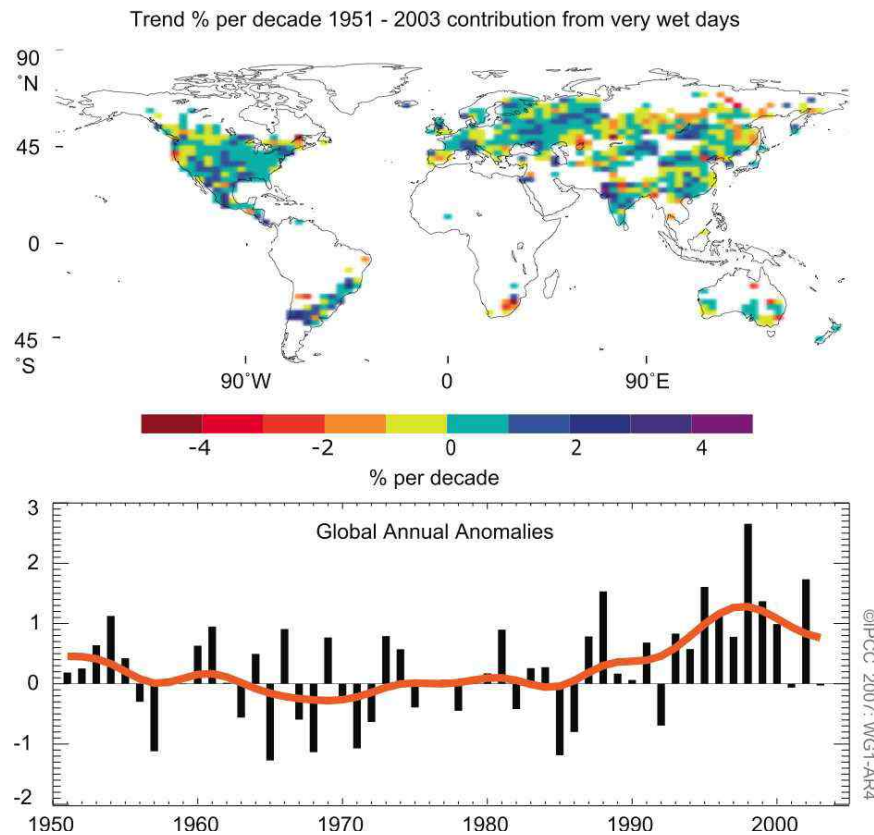 Trend % per decade 1951 - 2003 contribution from very wet days
90
°N
45
0
45
°S
90°W 0 90°E
-4 -2 0 2 4
% per decade
Global Annual Anomalies
3
2
1
0
-1
-2
1950 1960 1970 1980 1990 2000
©IPCC 2007: WG1-AR4